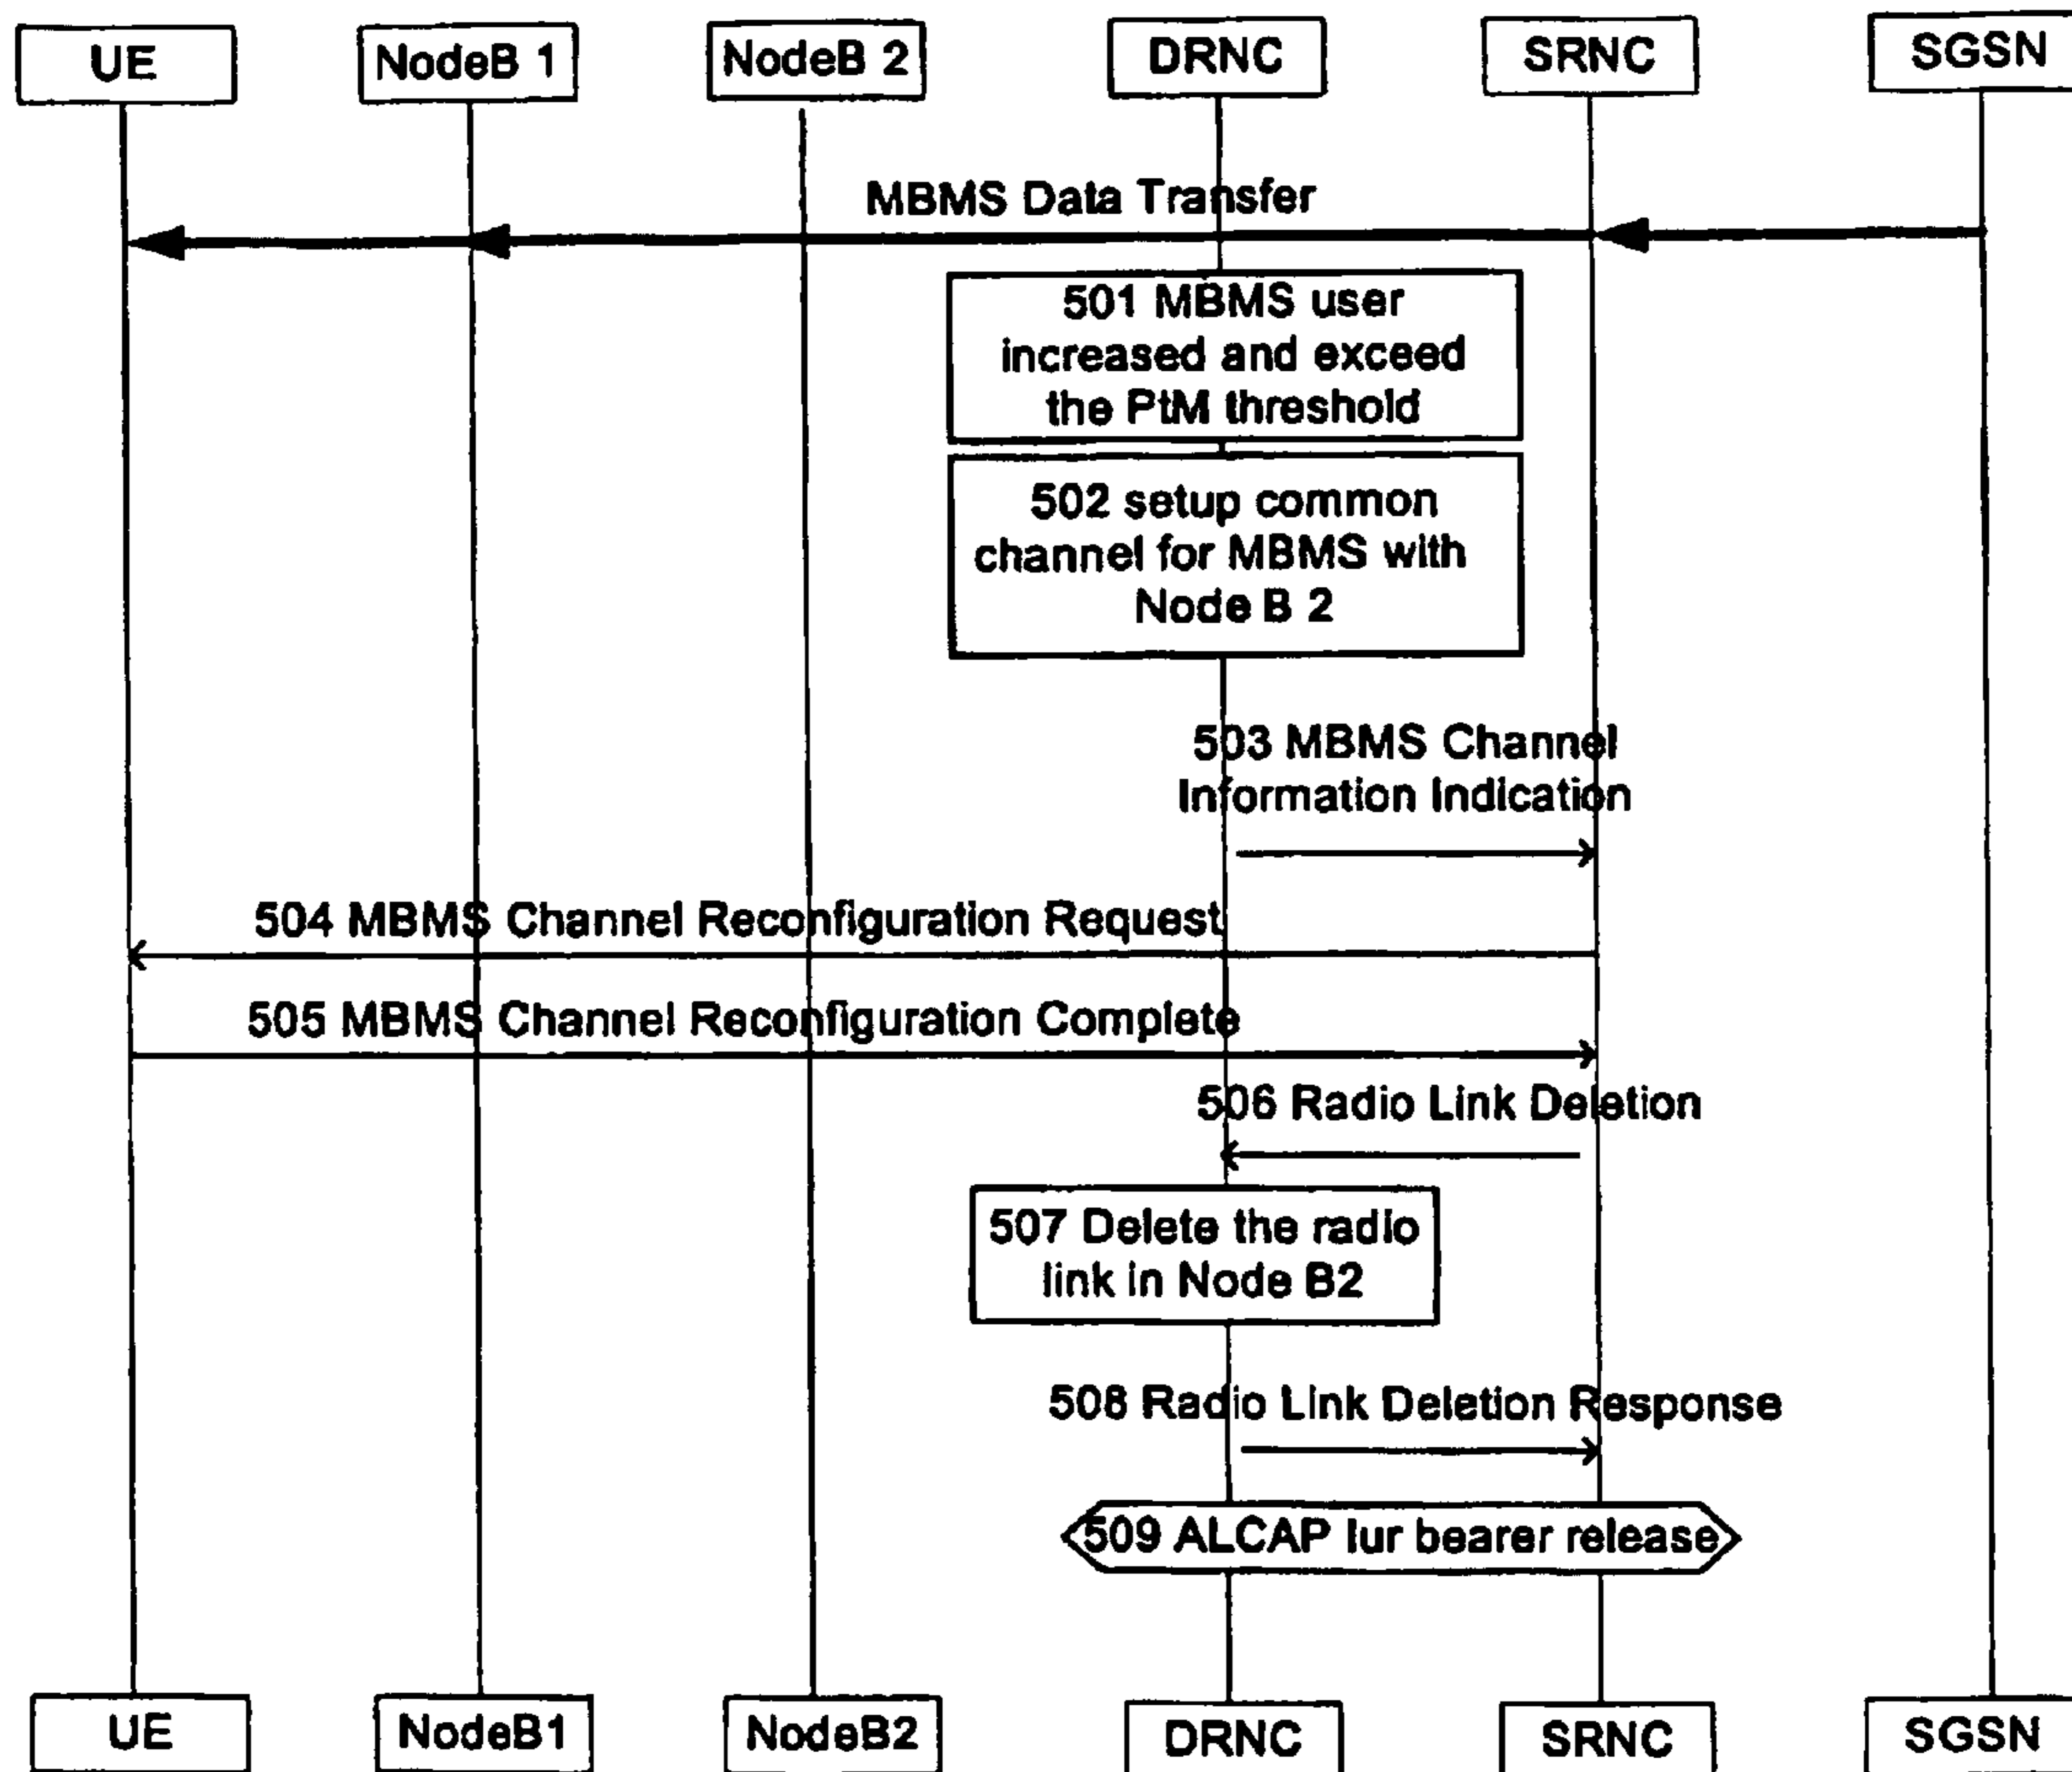 UE
NodeB 1
NodeB 2
DRNC
SRNC
SGSN
MBMS Data Transfer
501 MBMS user
increased and exceed
the PtM threshold
502 setup common
channel for MBMS with
Node B 2
503 MBMS Channel
Information Indication
504 MBMS Channel Reconfiguration Request
505 MBMS Channel Reconfiguration Complete
506 Radio Link Deletion
507 Delete the radio
link in Node B2
508 Radio Link Deletion Response
509 ALCAP Iur bearer release
UE
NodeB1
NodeB2
DRNC
SRNC
SGSN